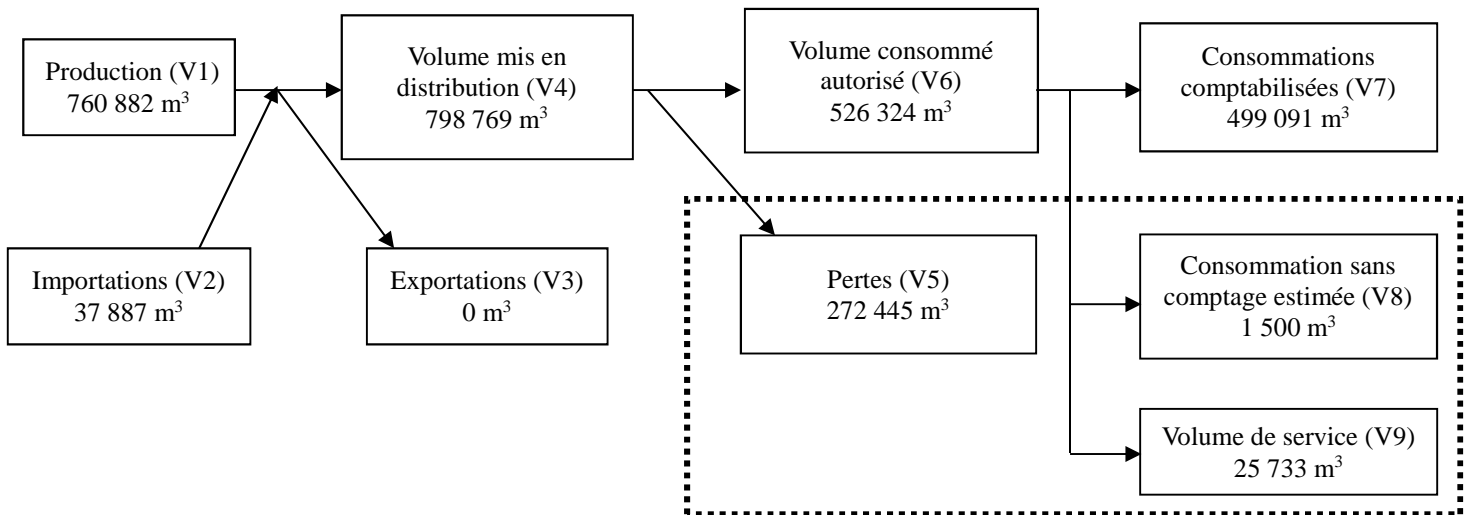 Production (V1)
760 882 m³
Volume mis en
distribution (V4)
798 769 m³
Volume consommé
autorisé (V6)
526 324 m³
Consommations
comptabilisées (V7)
499 091 m³
Importations (V2)
37 887 m³
Exportations (V3)
0 m³
Pertes (V5)
272 445 m³
Consommation sans
comptage estimée (V8)
1 500 m³
Volume de service (V9)
25 733 m³